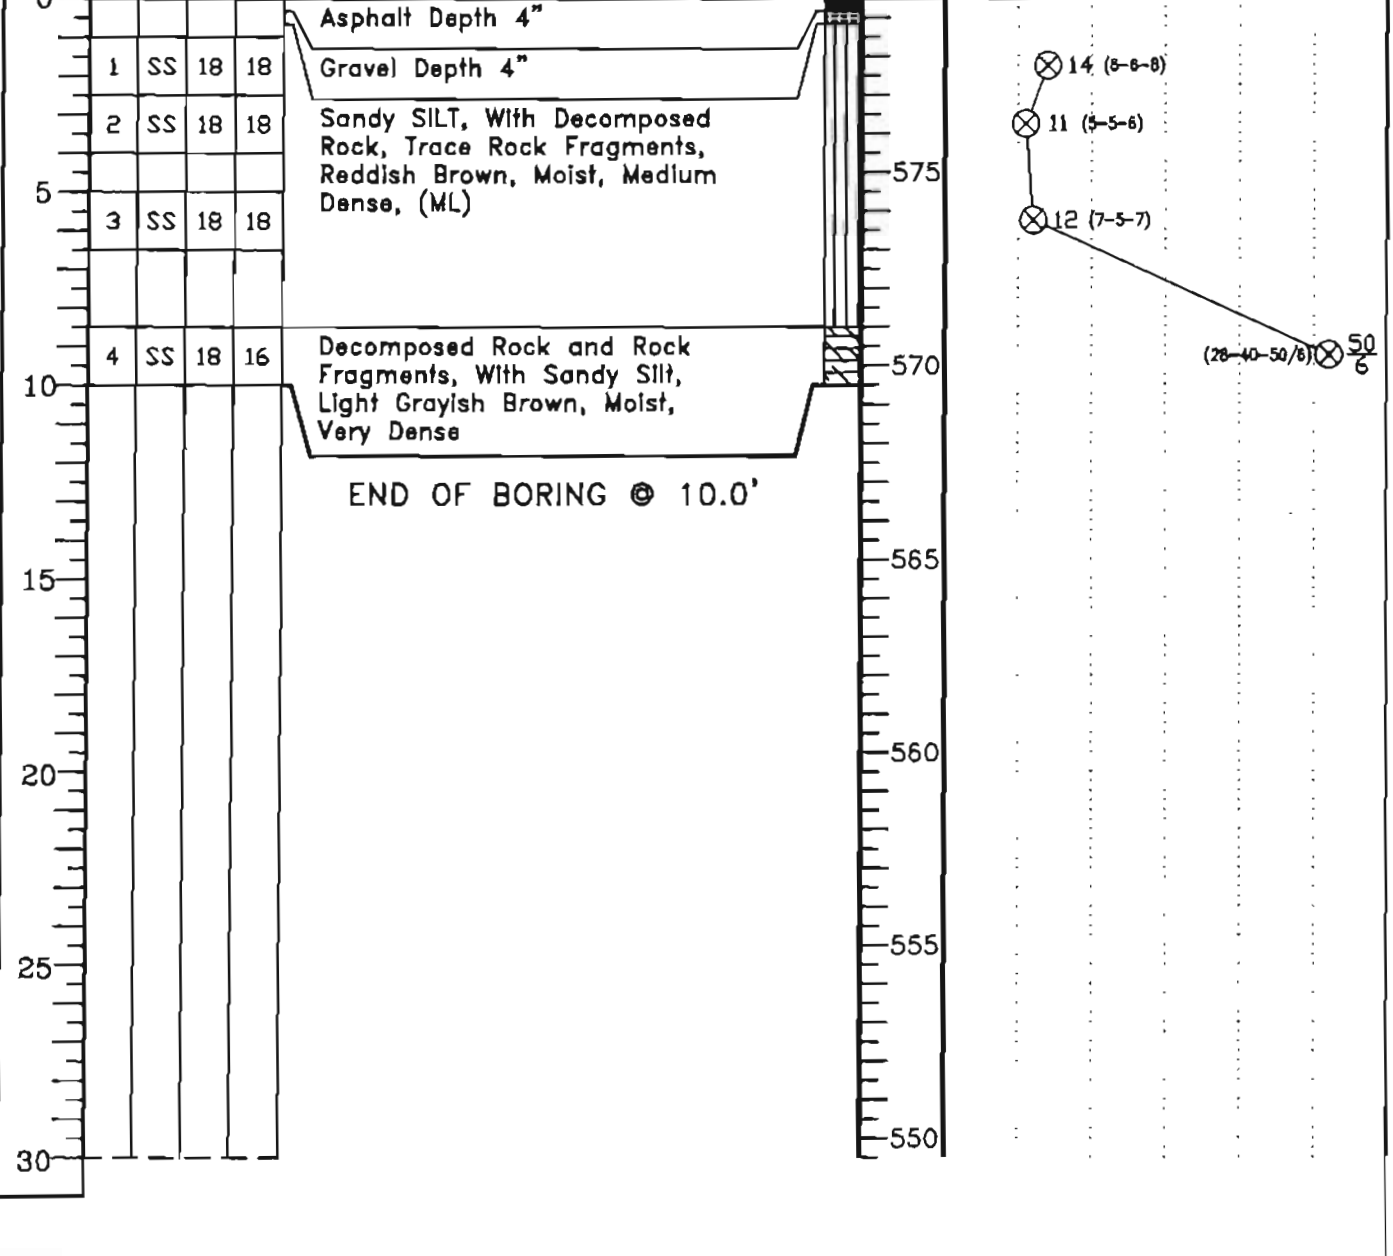 0
Asphalt Depth 4”
1 SS 18 18
Gravel Depth 4”
14 (6-6-8)
2 SS 18 18
Sandy SILT, With Decomposed
Rock, Trace Rock Fragments,
Reddish Brown, Moist, Medium
Dense, (ML)
11 (5-5-6)
575
5
3 SS 18 18
12 (7-5-7)
4 SS 18 16
Decomposed Rock and Rock
Fragments, With Sandy Silt,
Light Grayish Brown, Moist,
Very Dense
570
(28-40-50/6)
50
6
10
END OF BORING @ 10.0'
565
15
560
20
555
25
550
30